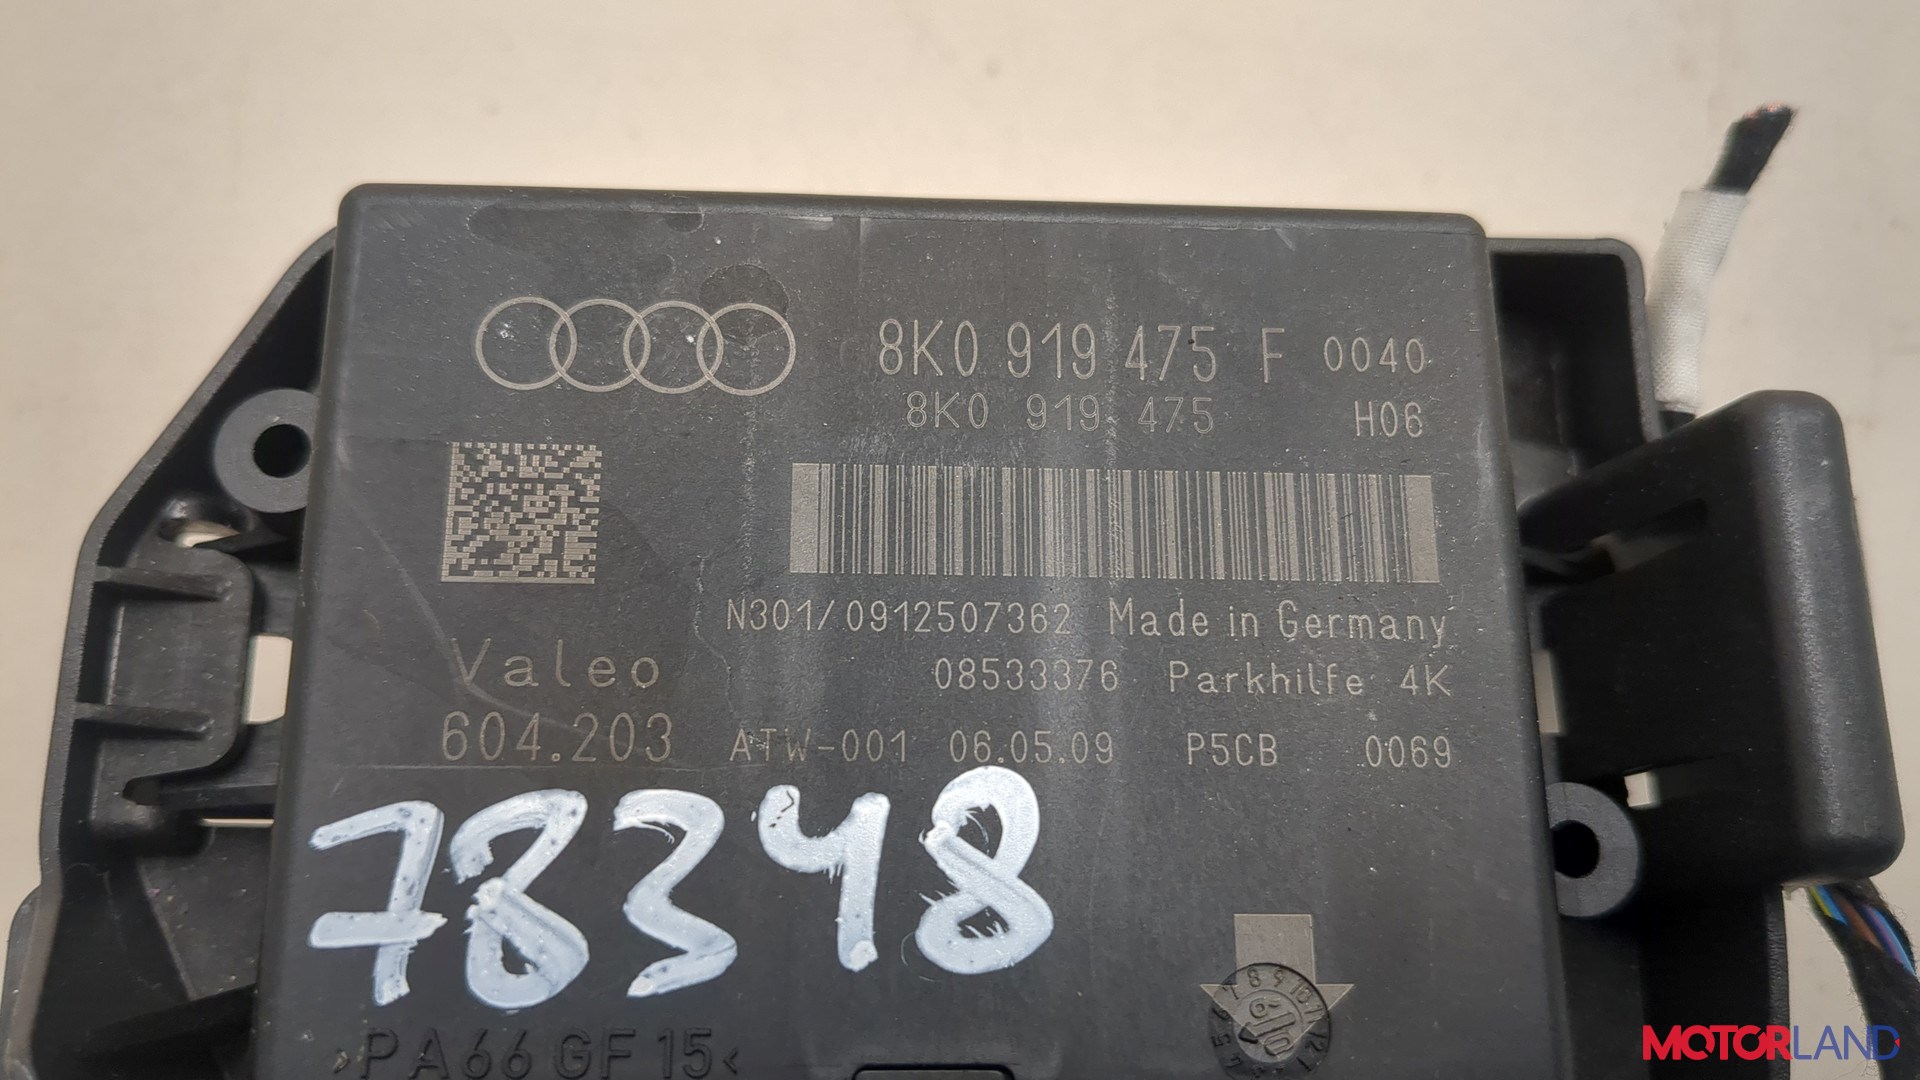 8K0 919 475 F 0040
8K0 919 475 H06
N301/0912507362 Made in Germany
Valeo 08533376 Parkhilfe 4K
604.203 ATW-001 06.05.09 P5CB 0069
78348
>PA66 GF15<
MOTORLAND